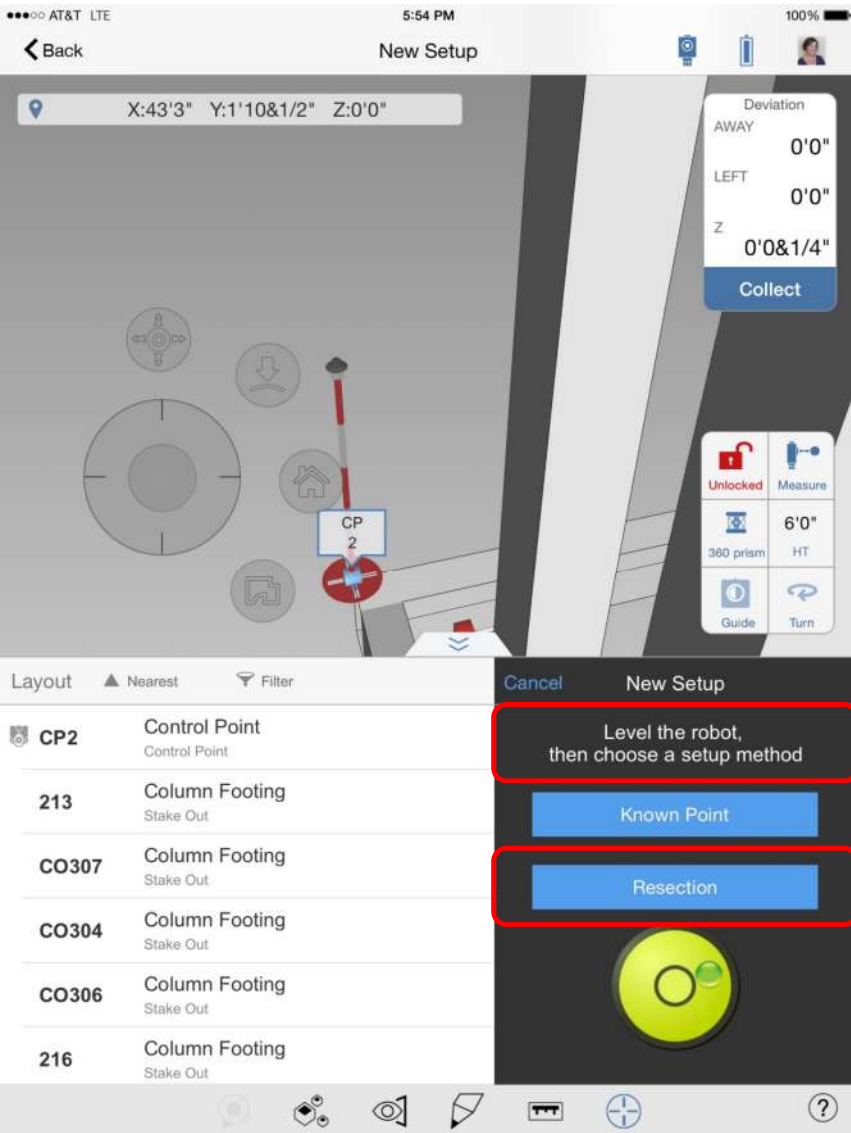 AT&T LTE
5:54 PM
100%
Back
New Setup
X:43'3" Y:1'10&1/2" Z:0'0"
Deviation
AWAY
0'0"
LEFT
0'0"
Z
0'0&1/4"
Collect
CP
2
Unlocked
Measure
360 prism
6'0"
HT
Guide
Turn
Layout
Nearest
Filter
CP2
Control Point
Control Point
213
Column Footing
Stake Out
CO307
Column Footing
Stake Out
CO304
Column Footing
Stake Out
CO306
Column Footing
Stake Out
216
Column Footing
Stake Out
Cancel
New Setup
Level the robot,
then choose a setup method
Known Point
Resection
?